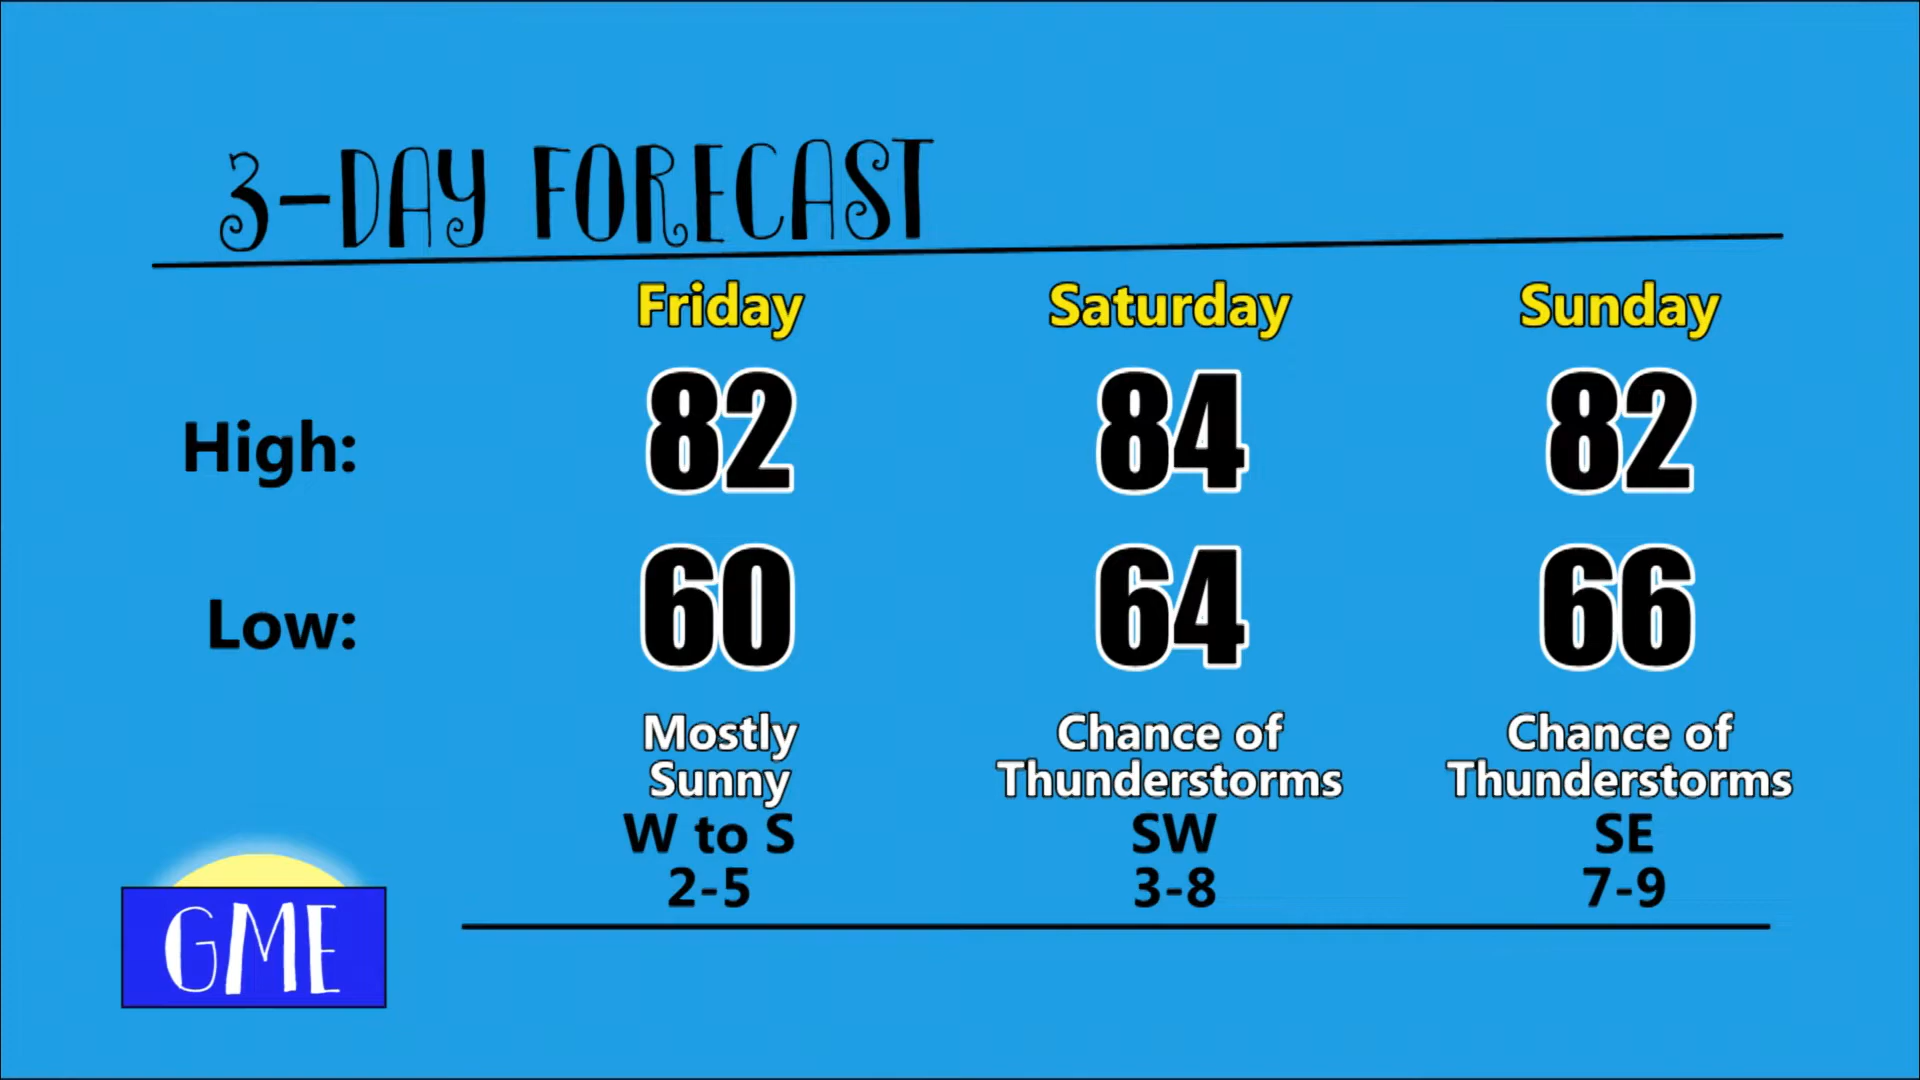 3-DAY FORECAST
Friday Saturday Sunday
High: 82 84 82
Low: 60 64 66
Mostly Chance of Chance of
Sunny Thunderstorms Thunderstorms
W to S SW SE
2-5 3-8 7-9
GME